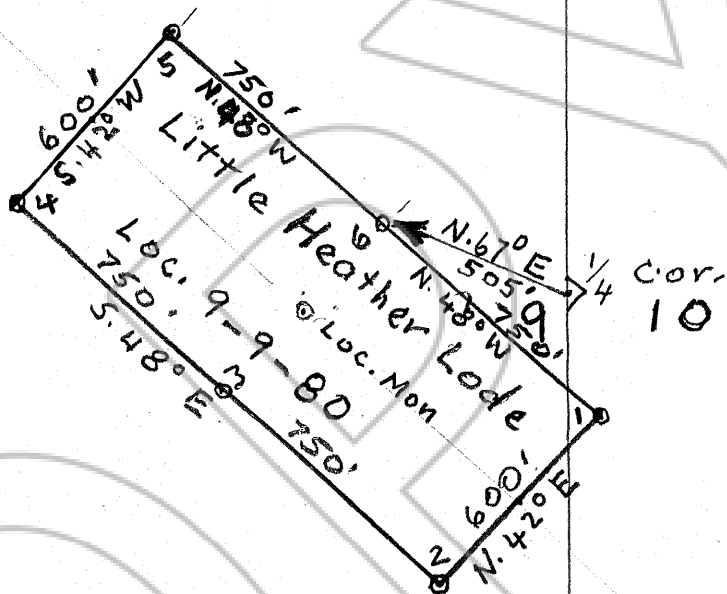 5
750'
N. 48° W
600'
S. 42° W
4
Little Heather Lode
6
N. 67° E
505'
1/4 Cor.
9
10
N. 48° W
750'
Loc. 9-9-80
750'
S. 48° E
Loc. Mon
3
750'
1
600'
N. 42° E
2